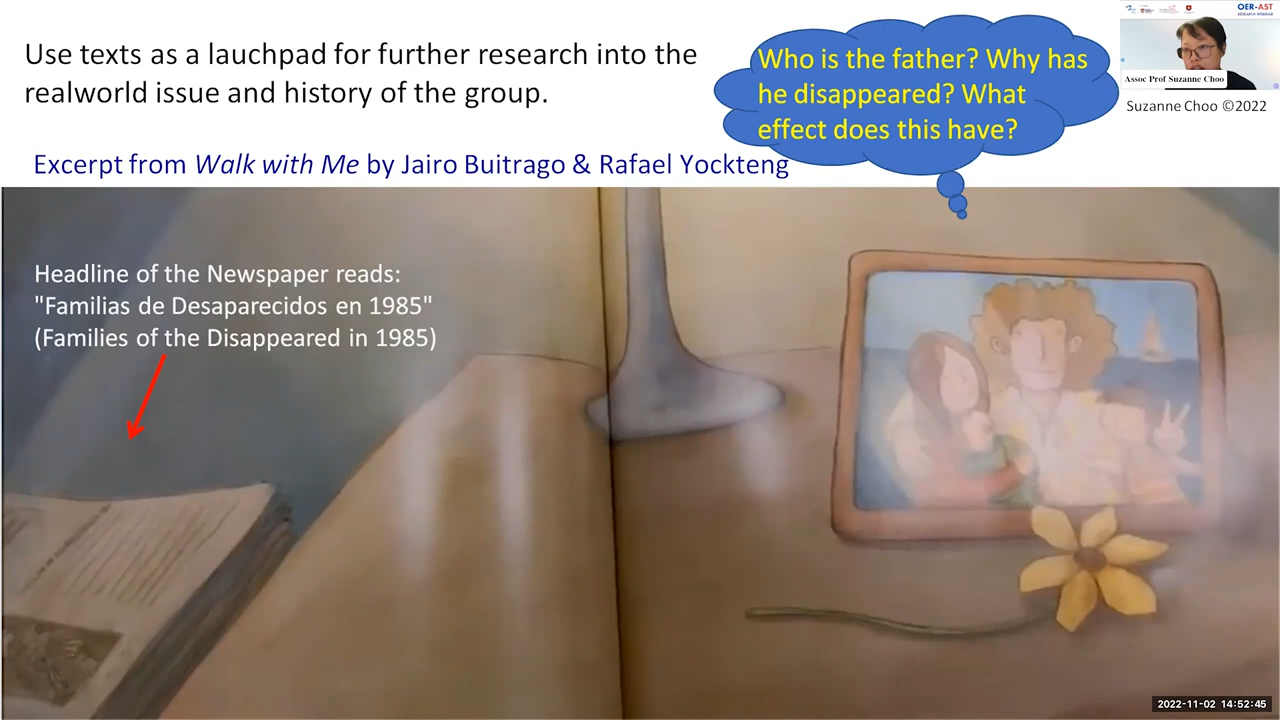 OER-AST
RESEARCH WEBINAR
Use texts as a lauchpad for further research into the
realworld issue and history of the group.
Who is the father? Why has
he disappeared? What
effect does this have?
Assoc Prof Suzanne Choo
Suzanne Choo ©2022
Excerpt from Walk with Me by Jairo Buitrago & Rafael Yockteng
Headline of the Newspaper reads:
"Familias de Desaparecidos en 1985"
(Families of the Disappeared in 1985)
2022-11-02 14:52:45